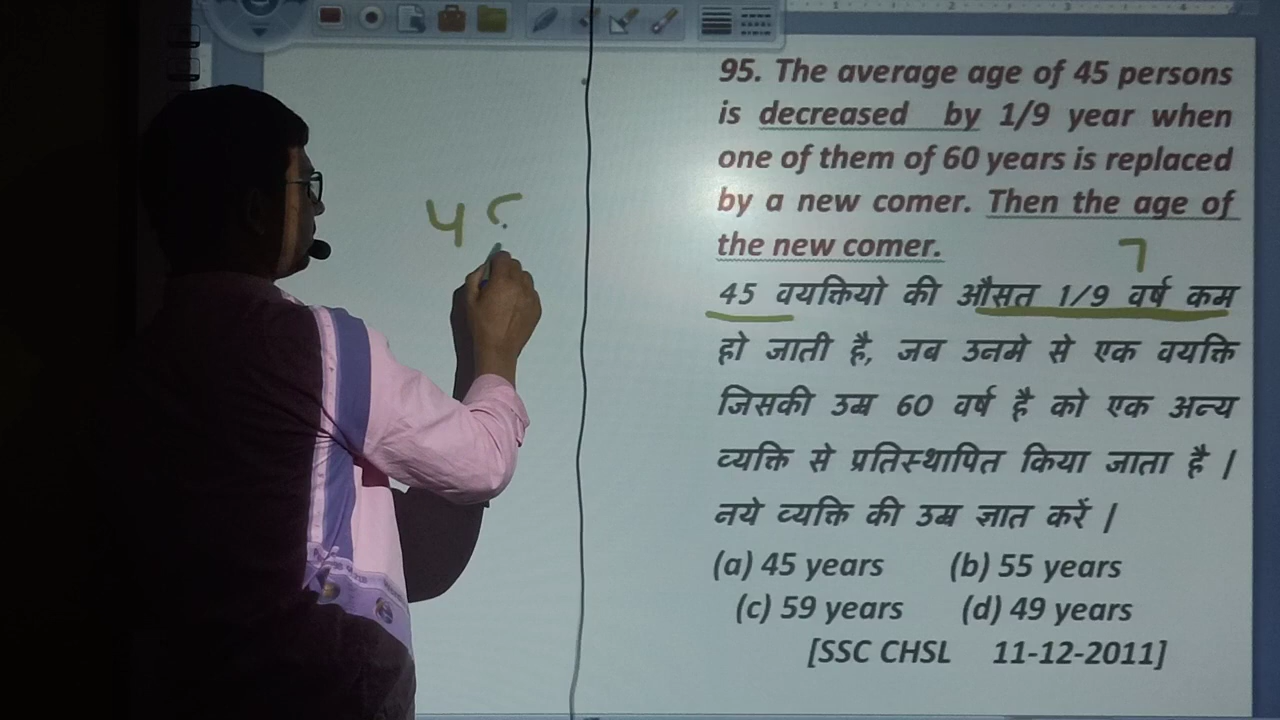 95. The average age of 45 persons
is decreased by 1/9 year when
one of them of 60 years is replaced
by a new comer. Then the age of
the new comer.
45 वयक्तियो की औसत 1/9 वर्ष कम
हो जाती है, जब उनमे से एक वयक्ति
जिसकी उम्र 60 वर्ष है को एक अन्य
व्यक्ति से प्रतिस्थापित किया जाता है |
नये व्यक्ति की उम्र ज्ञात करें |
(a) 45 years (b) 55 years
(c) 59 years (d) 49 years
[SSC CHSL 11-12-2011]
45